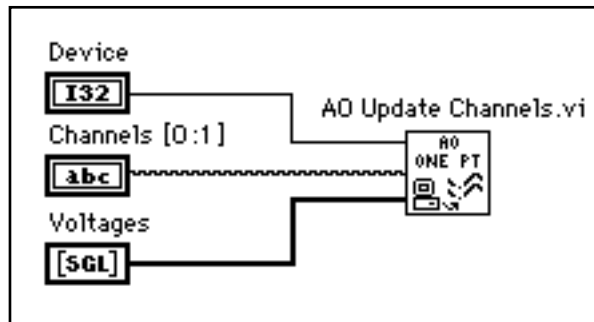 Device
I32
Channels [0:1]
abc
Voltages
[SGL]
AO Update Channels.vi
AO
ONE PT